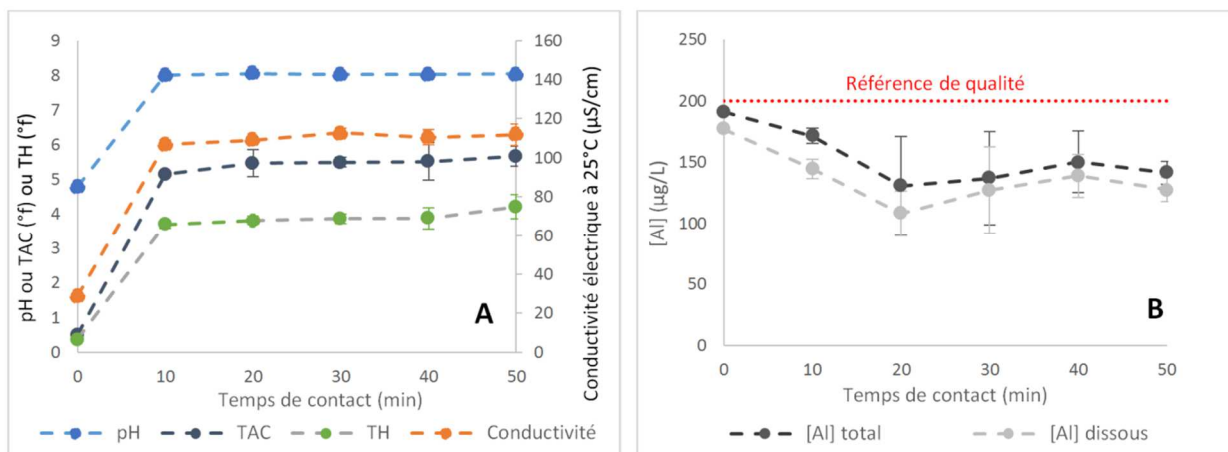 pH ou TAC (°f) ou TH (°f)
9
8
7
6
5
4
3
2
1
0
160
140
120
100
80
60
40
20
0
Conductivité électrique à 25°C (µS/cm)
A
0 10 20 30 40 50
Temps de contact (min)
pH TAC TH Conductivité
[Al] (µg/L)
250
200
150
100
50
0
Référence de qualité
B
0 10 20 30 40 50
Temps de contact (min)
[Al] total [Al] dissous